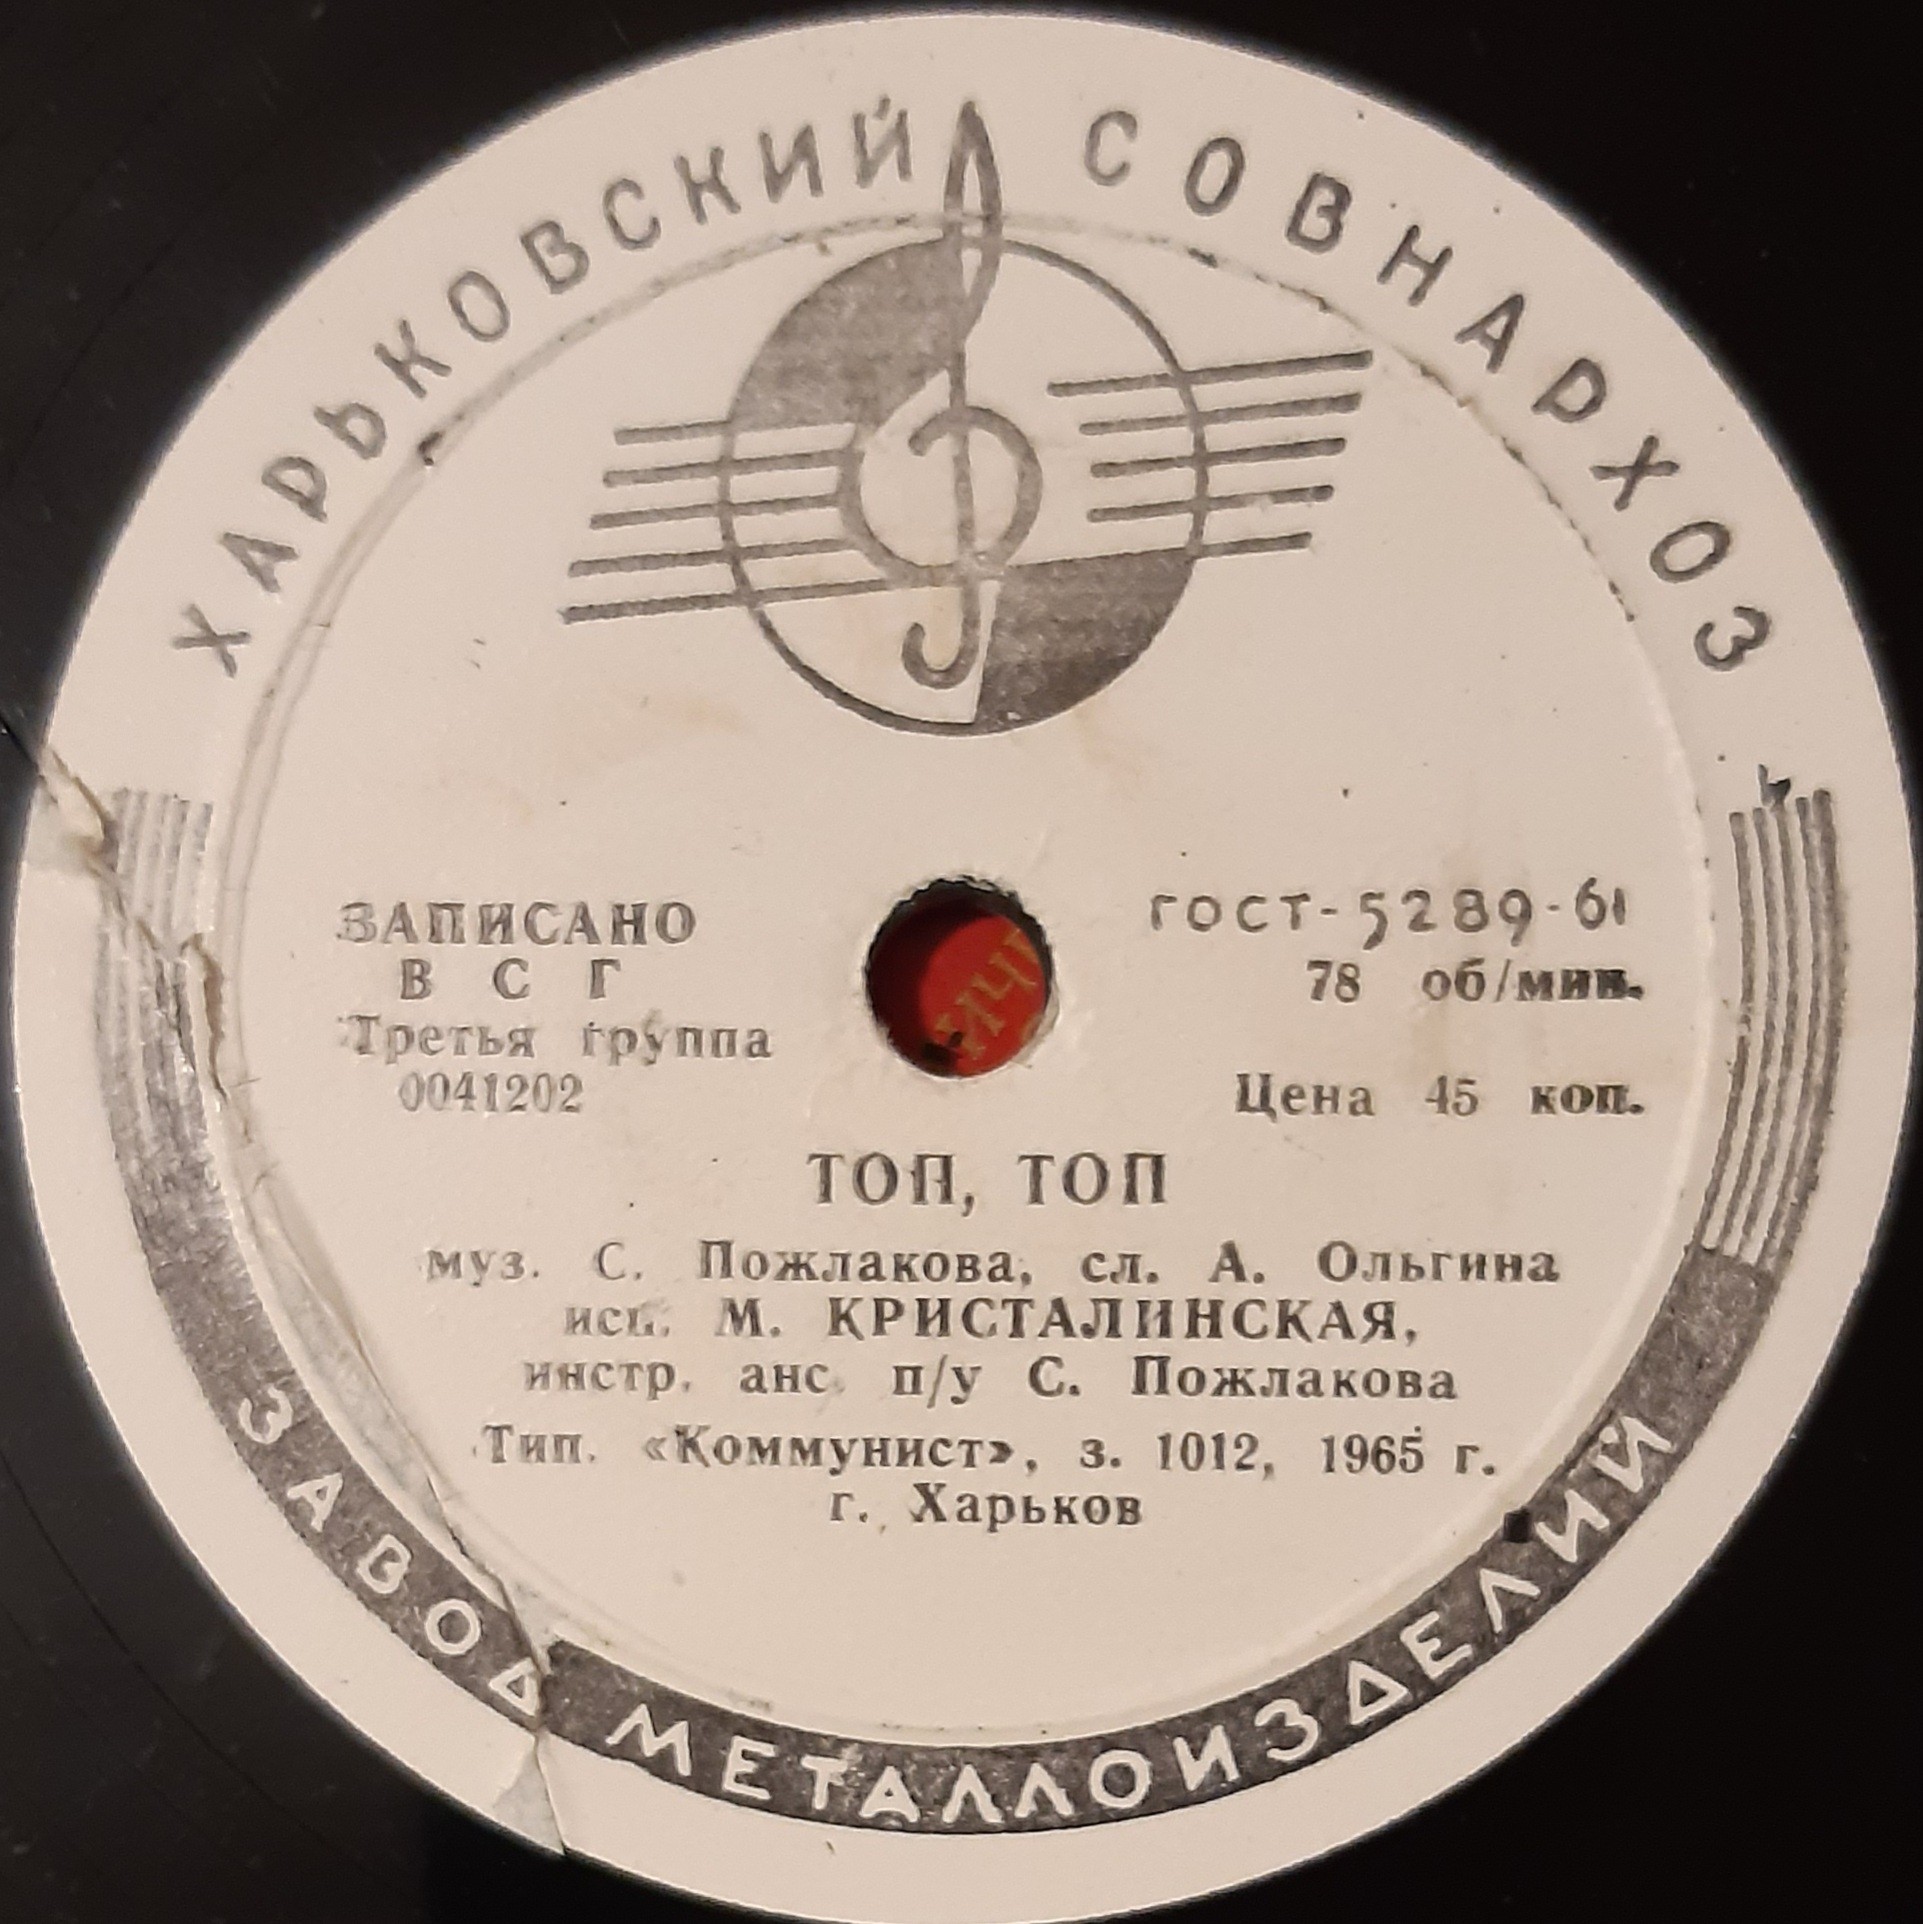 ХАРЬКОВСКИЙ СОВНАРХОЗ
ЗАПИСАНО
В С Г
Третья группа
0041202
ГОСТ-5289-61
78 об/мин.
Цена 45 коп.
ТОП, ТОП
муз. С. Пожлакова, сл. А. Ольгина
исп. М. КРИСТАЛИНСКАЯ,
инстр. анс. п/у С. Пожлакова
Тип. «Коммунист», з. 1012, 1965 г.
г. Харьков
ЗАВОД МЕТАЛЛОИЗДЕЛИЙ